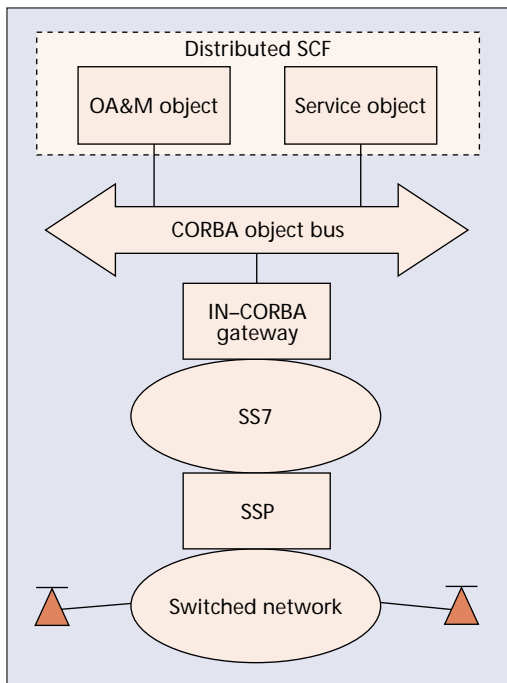 Distributed SCF
OA&M object
Service object
CORBA object bus
IN–CORBA
gateway
SS7
SSP
Switched network